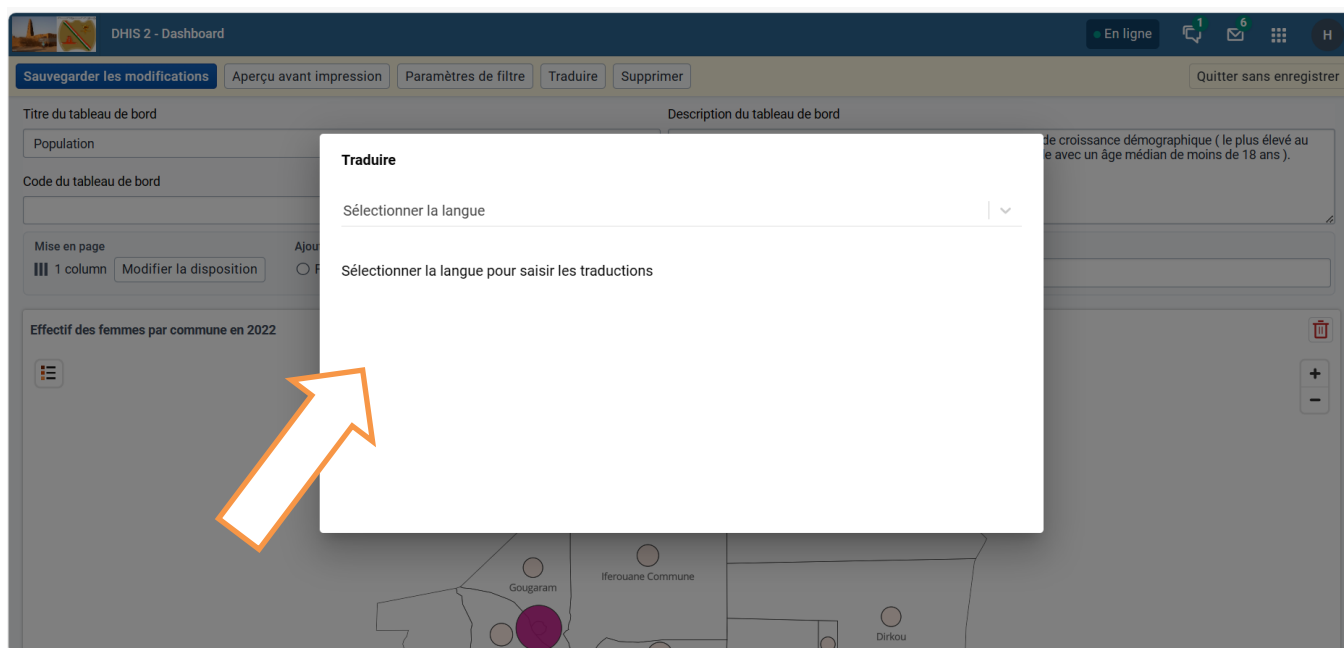 DHIS 2 - Dashboard
En ligne
1
6
H
Sauvegarder les modifications
Aperçu avant impression
Paramètres de filtre
Traduire
Supprimer
Quitter sans enregistrer
Titre du tableau de bord
Description du tableau de bord
Population
de croissance démographique ( le plus élevé au
avec un âge médian de moins de 18 ans ).
Code du tableau de bord
Traduire
Sélectionner la langue
Sélectionner la langue pour saisir les traductions
Mise en page
1 column
Modifier la disposition
Effectif des femmes par commune en 2022
+
−
Gougaram
Iferouane Commune
Dirkou